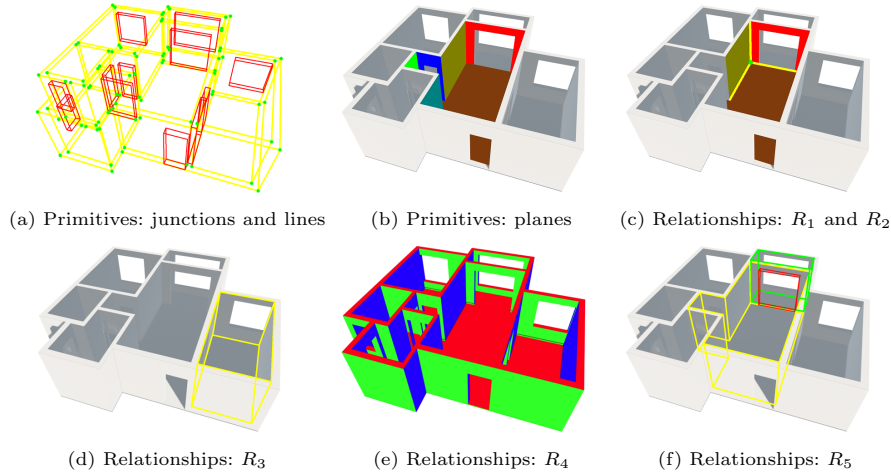 (a) Primitives: junctions and lines
(b) Primitives: planes
(c) Relationships: R1 and R2
(d) Relationships: R3
(e) Relationships: R4
(f) Relationships: R5